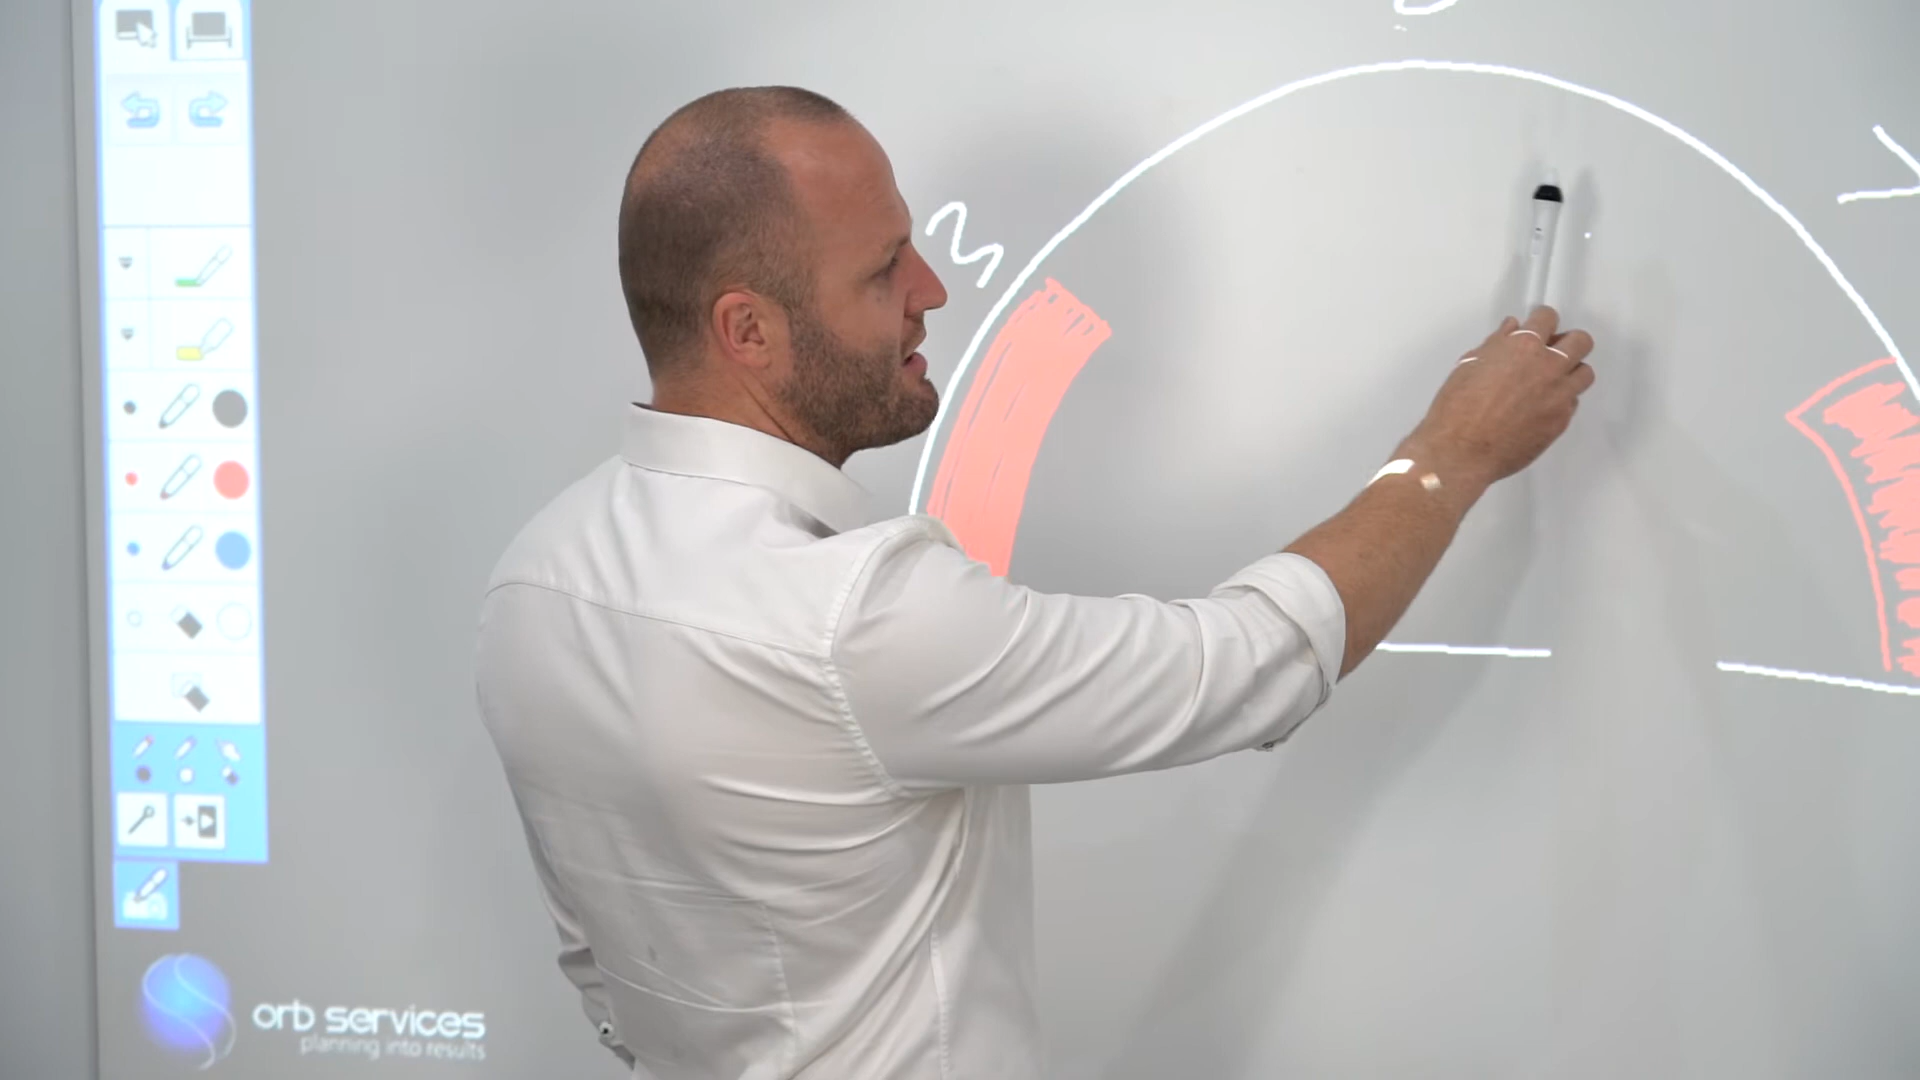 orb services
planning into results